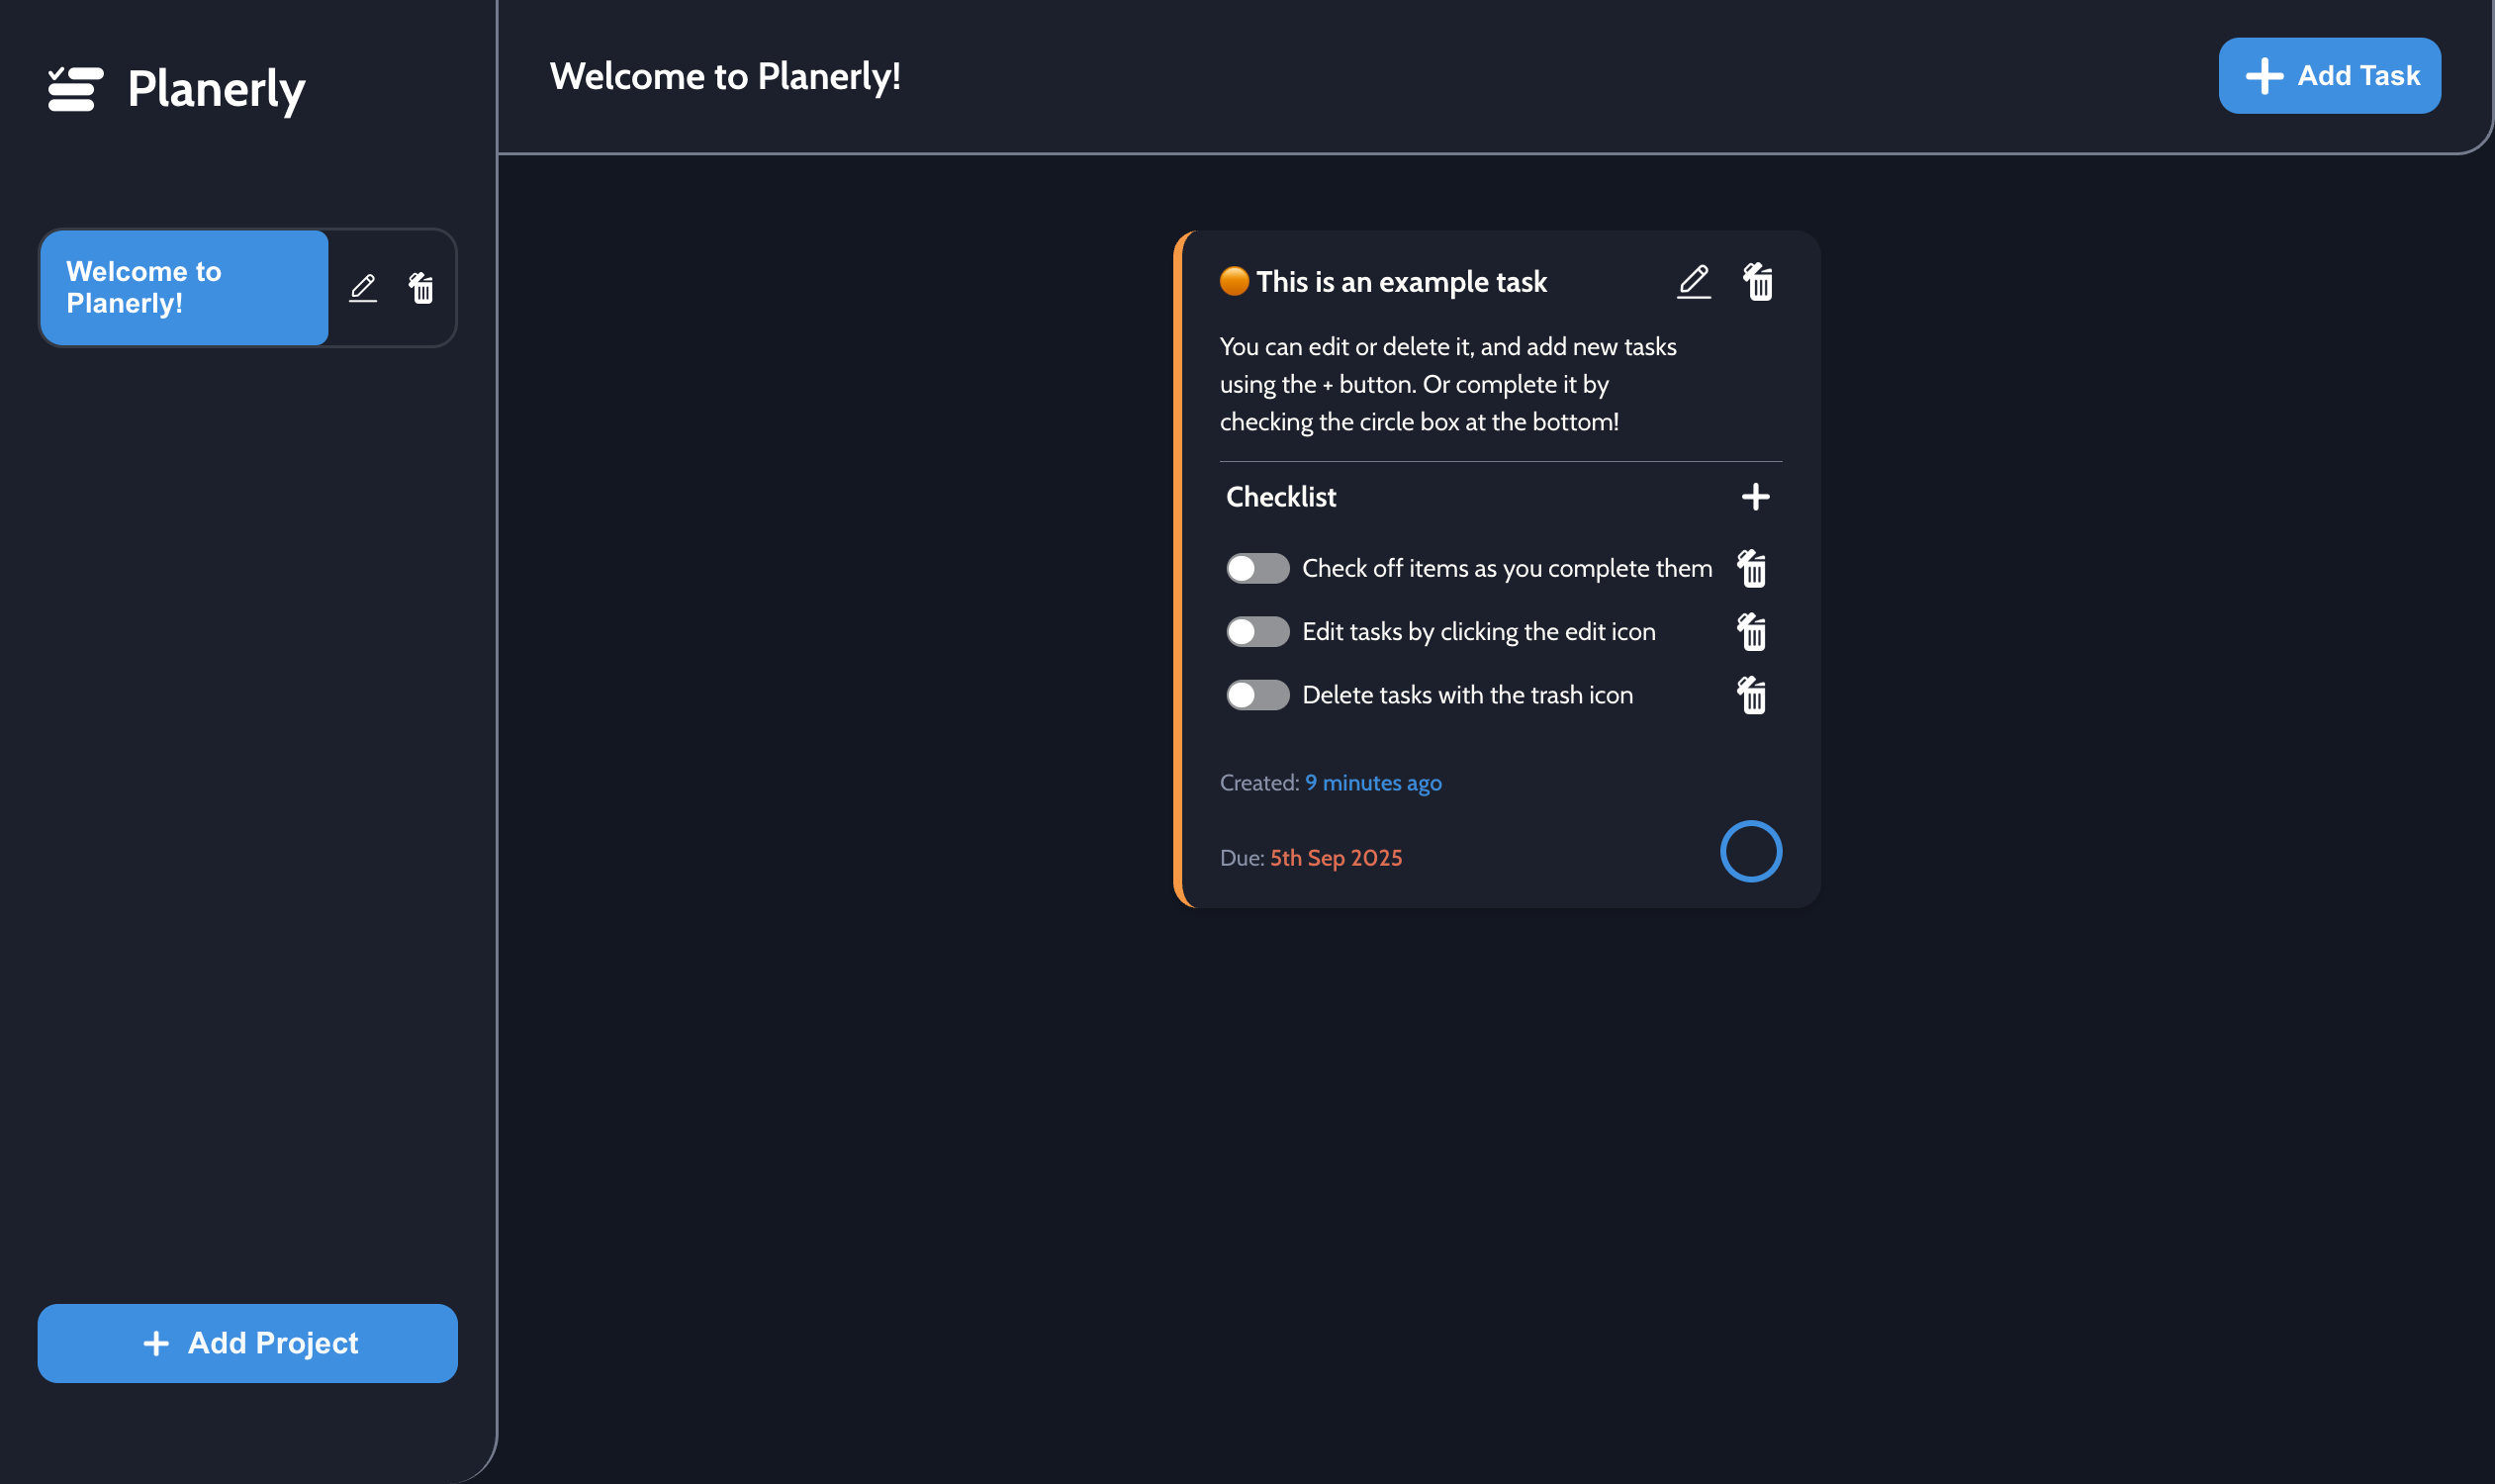 Planerly
Welcome to
Planerly!
Add Project
Welcome to Planerly!
Add Task
This is an example task
You can edit or delete it, and add new tasks
using the + button. Or complete it by
checking the circle box at the bottom!
Checklist
Check off items as you complete them
Edit tasks by clicking the edit icon
Delete tasks with the trash icon
Created: 9 minutes ago
Due: 5th Sep 2025